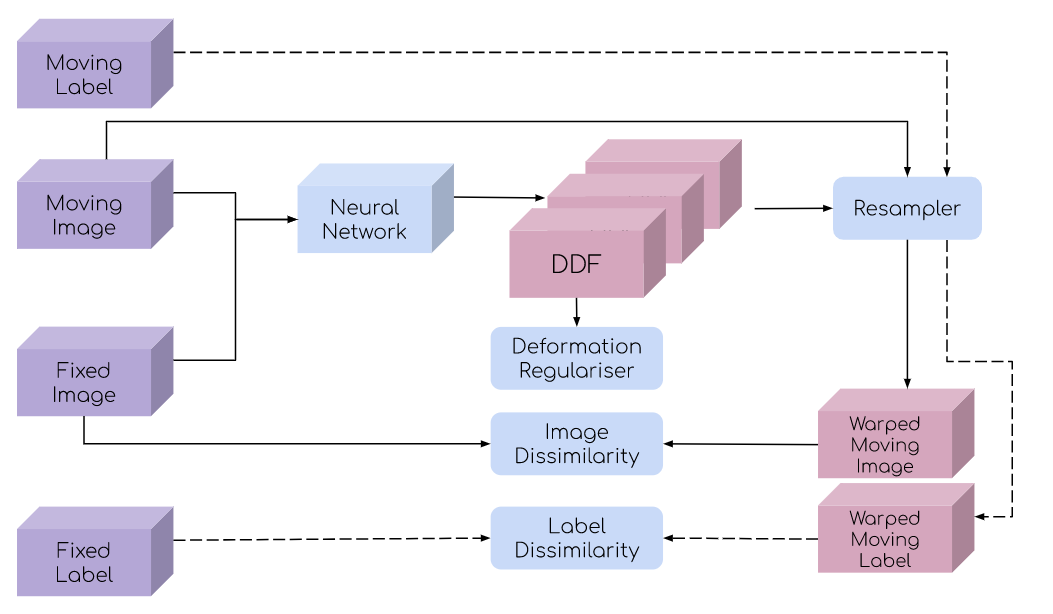 Moving
Label
Moving
Image
Neural
Network
DDF
Resampler
Fixed
Image
Deformation
Regulariser
Image
Dissimilarity
Warped
Moving
Image
Fixed
Label
Label
Dissimilarity
Warped
Moving
Label